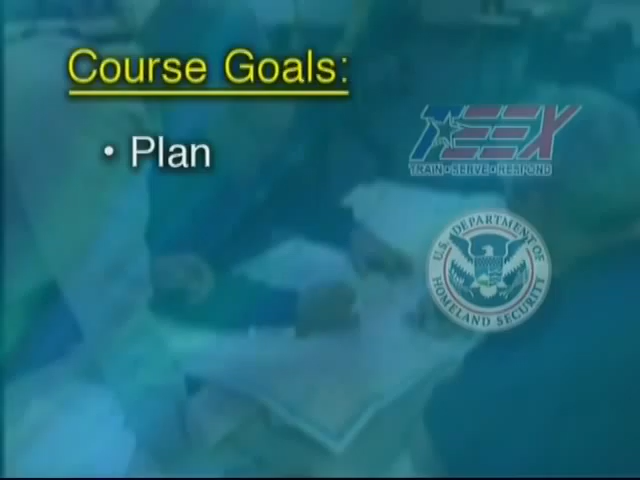 Course Goals:
• Plan
TEEX
TRAIN • SERVE • RESPOND
U.S. DEPARTMENT OF
HOMELAND SECURITY